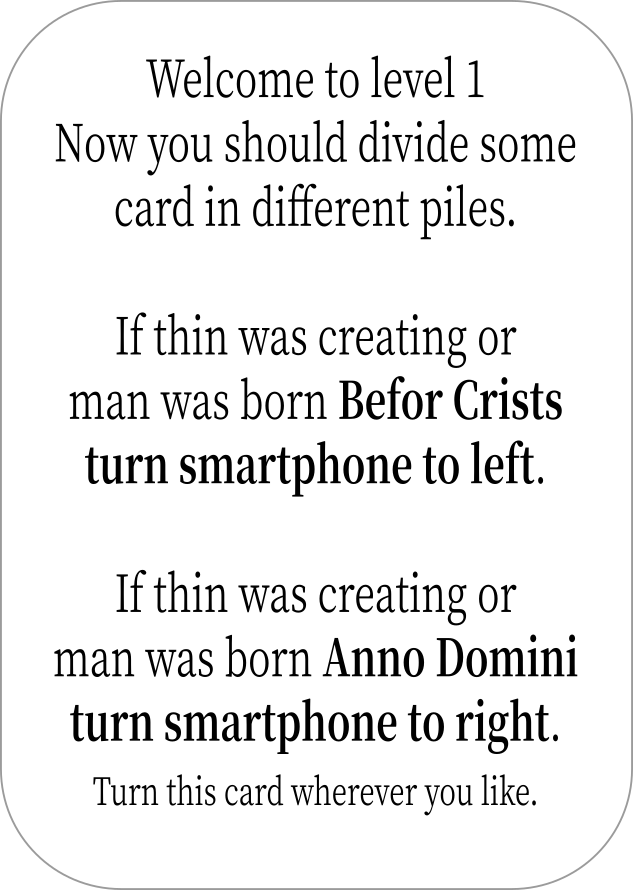 Welcome to level 1
Now you should divide some
card in different piles.
If thin was creating or
man was born Befor Crists
turn smartphone to left.
If thin was creating or
man was born Anno Domini
turn smartphone to right.
Turn this card wherever you like.